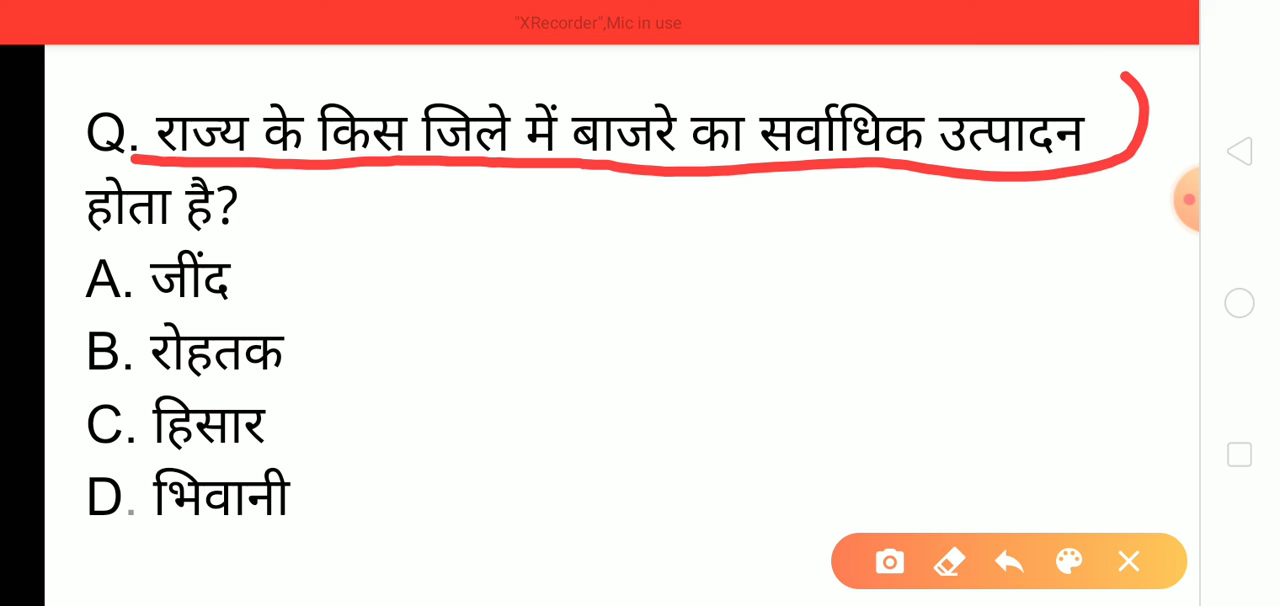 "XRecorder",Mic in use
Q. राज्य के किस जिले में बाजरे का सर्वाधिक उत्पादन
होता है?
A. जींद
B. रोहतक
C. हिसार
D. भिवानी